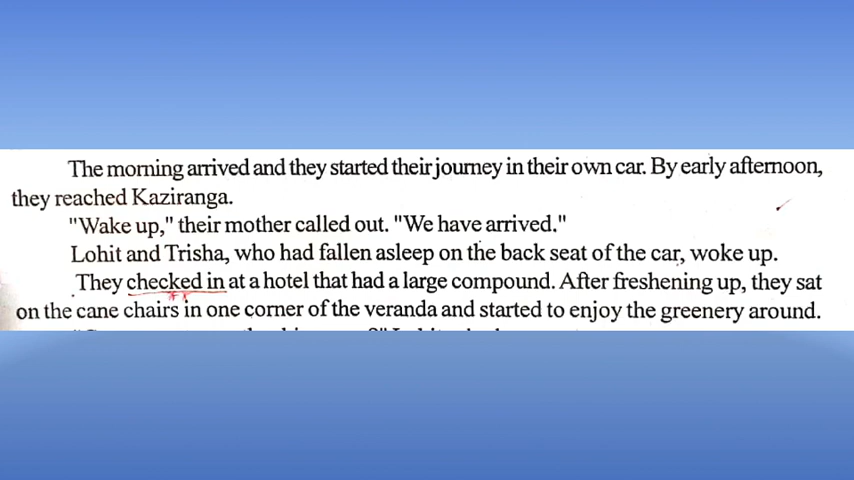 The morning arrived and they started their journey in their own car. By early afternoon,
they reached Kaziranga.
"Wake up," their mother called out. "We have arrived."
Lohit and Trisha, who had fallen asleep on the back seat of the car, woke up.
They checked in at a hotel that had a large compound. After freshening up, they sat
on the cane chairs in one corner of the veranda and started to enjoy the greenery around.